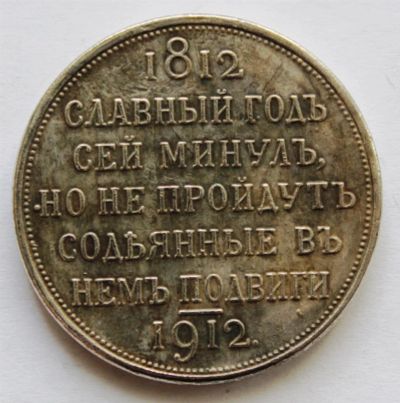 1812
СЛАВНЫЙ ГОДЪ
СЕЙ МИНУЛЪ,
НО НЕ ПРОЙДУТЪ
СОДѢЯННЫЕ ВЪ
НЕМЪ ПОДВИГИ
1912.